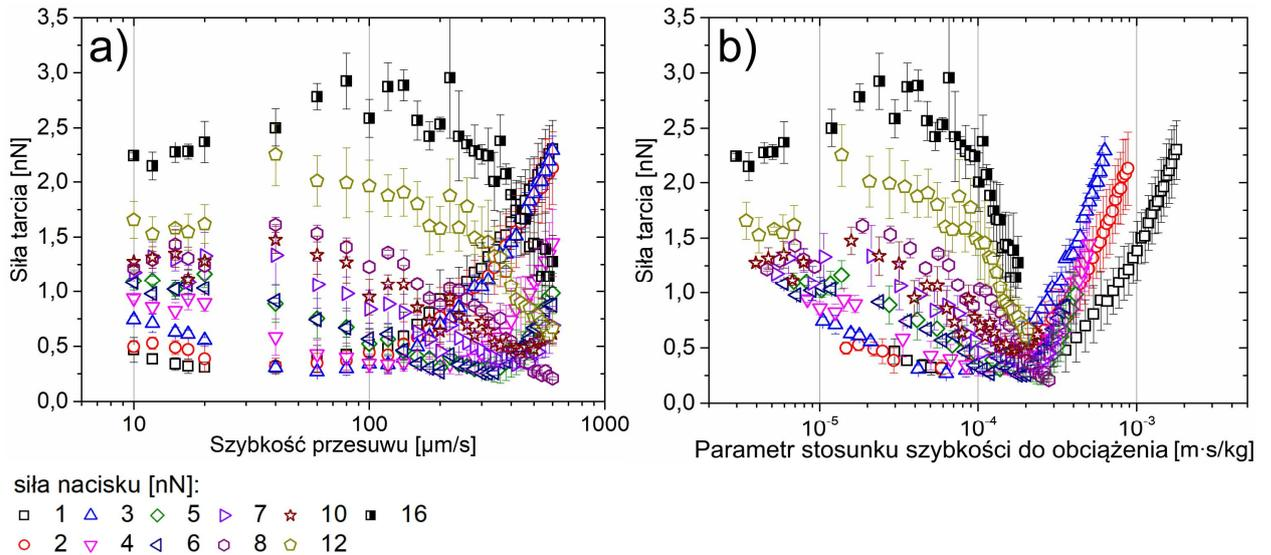 a)
3,5
3,0
2,5
2,0
1,5
1,0
0,5
0,0
Siła tarcia [nN]
10
100
1000
Szybkość przesuwu [µm/s]
b)
3,5
3,0
2,5
2,0
1,5
1,0
0,5
0,0
Siła tarcia [nN]
10⁻⁵
10⁻⁴
10⁻³
Parametr stosunku szybkości do obciążenia [m·s/kg]
siła nacisku [nN]:
1 3 5 7 10 16
2 4 6 8 12